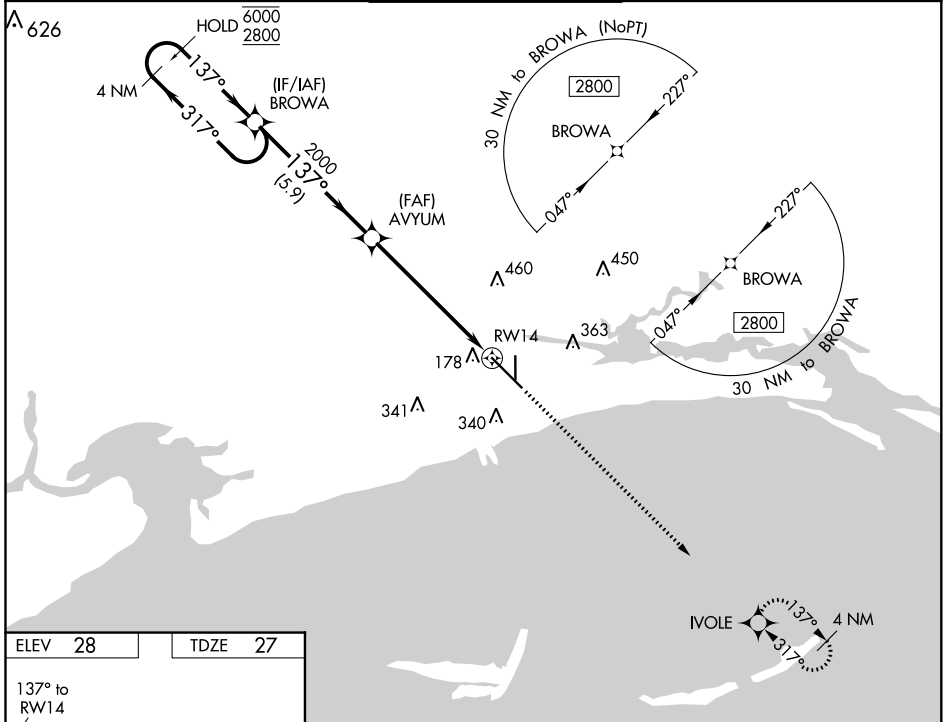 626
HOLD 6000
2800
4 NM
137°
317°
(IF/IAF)
BROWA
2000
137°
(5.9)
(FAF)
AVYUM
30 NM to BROWA (NoPT)
2800
BROWA
227°
047°
227°
BROWA
047°
2800
30 NM to BROWA
460
450
363
RW14
178
341
340
IVOLE
137°
4 NM
317°
ELEV 28
TDZE 27
137° to
RW14